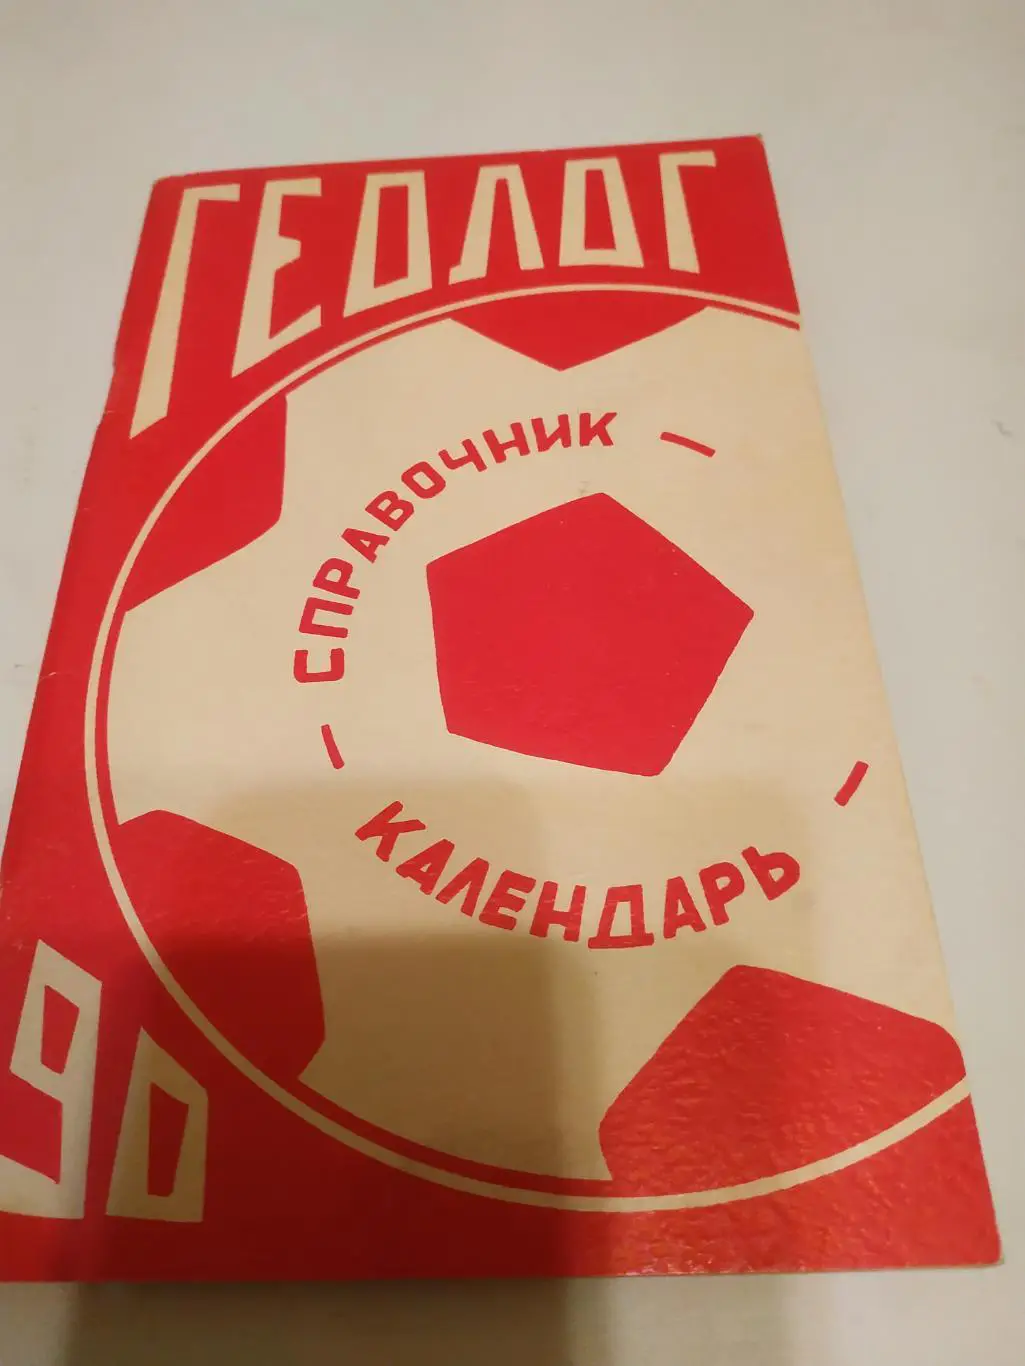 ГЕОЛОГ
СПРАВОЧНИК
КАЛЕНДАРЬ
90